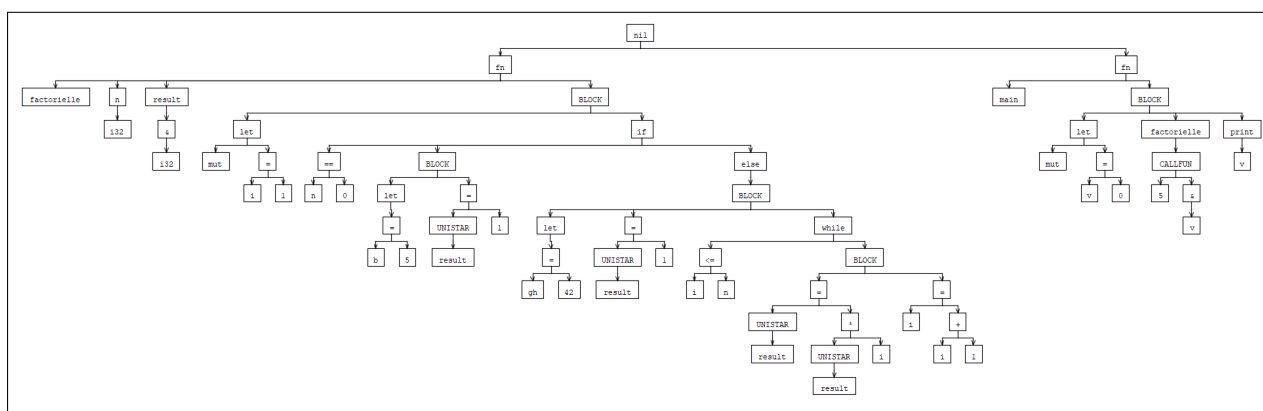 nil
fn fn
factorielle n result BLOCK main BLOCK
i32 & let if let factorielle print
i32 mut = == BLOCK else mut = CALLFUN v
i 1 n 0 let = BLOCK v 0 5 &
= UNISTAR 1 let = while v
b 5 result = UNISTAR 1 <= BLOCK
gh 42 result i n = =
UNISTAR * i +
result UNISTAR i i 1
result